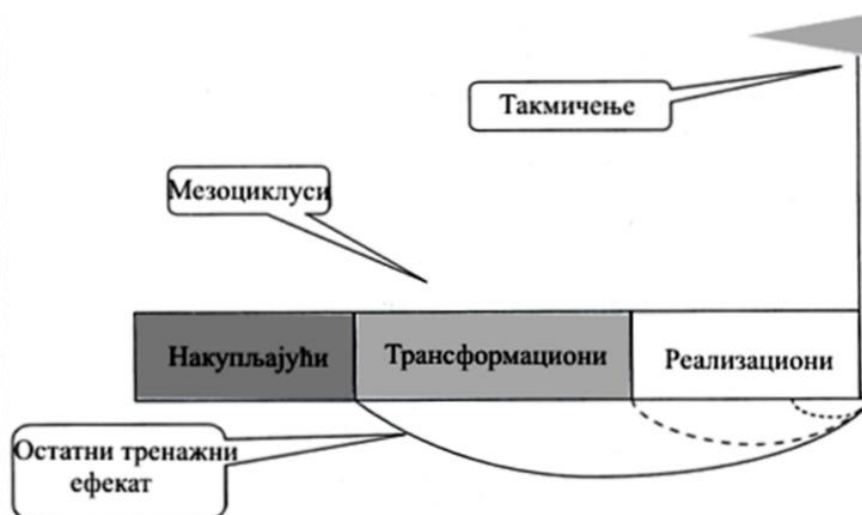 Такмичење
Мезоциклуси
Накупљајући
Трансформациони
Реализациони
Остатни тренажни
ефекат